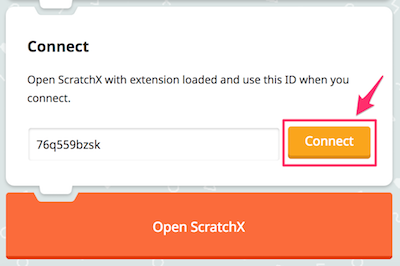 Connect
Open ScratchX with extension loaded and use this ID when you
connect.
76q559bzsk
Connect
Open ScratchX